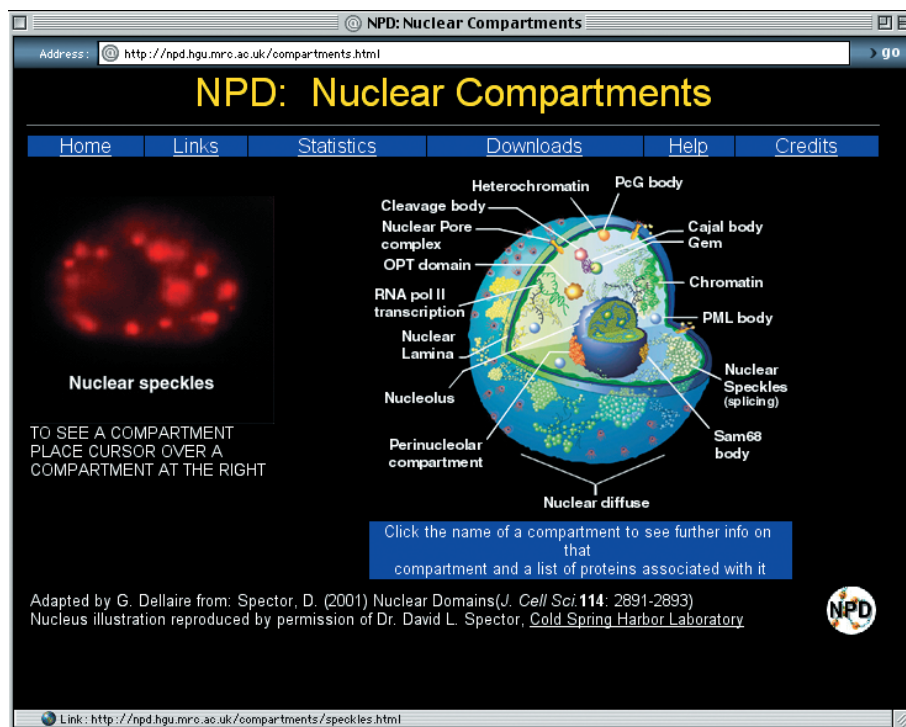 NPD: Nuclear Compartments
Address: http://npd.hgu.mrc.ac.uk/compartments.html
go
NPD: Nuclear Compartments
Home Links Statistics Downloads Help Credits
Nuclear speckles
TO SEE A COMPARTMENT
PLACE CURSOR OVER A
COMPARTMENT AT THE RIGHT
Heterochromatin
PcG body
Cleavage body
Nuclear Pore
complex
OPT domain
RNA pol II
transcription
Nuclear
Lamina
Nucleolus
Perinucleolar
compartment
Cajal body
Gem
Chromatin
PML body
Nuclear
Speckles
(splicing)
Sam68
body
Nuclear diffuse
Click the name of a compartment to see further info on
that
compartment and a list of proteins associated with it
Adapted by G. Dellaire from: Spector, D. (2001) Nuclear Domains(J. Cell Sci.114: 2891-2893)
Nucleus illustration reproduced by permission of Dr. David L. Spector, Cold Spring Harbor Laboratory
NPD
Link: http://npd.hgu.mrc.ac.uk/compartments/speckles.html